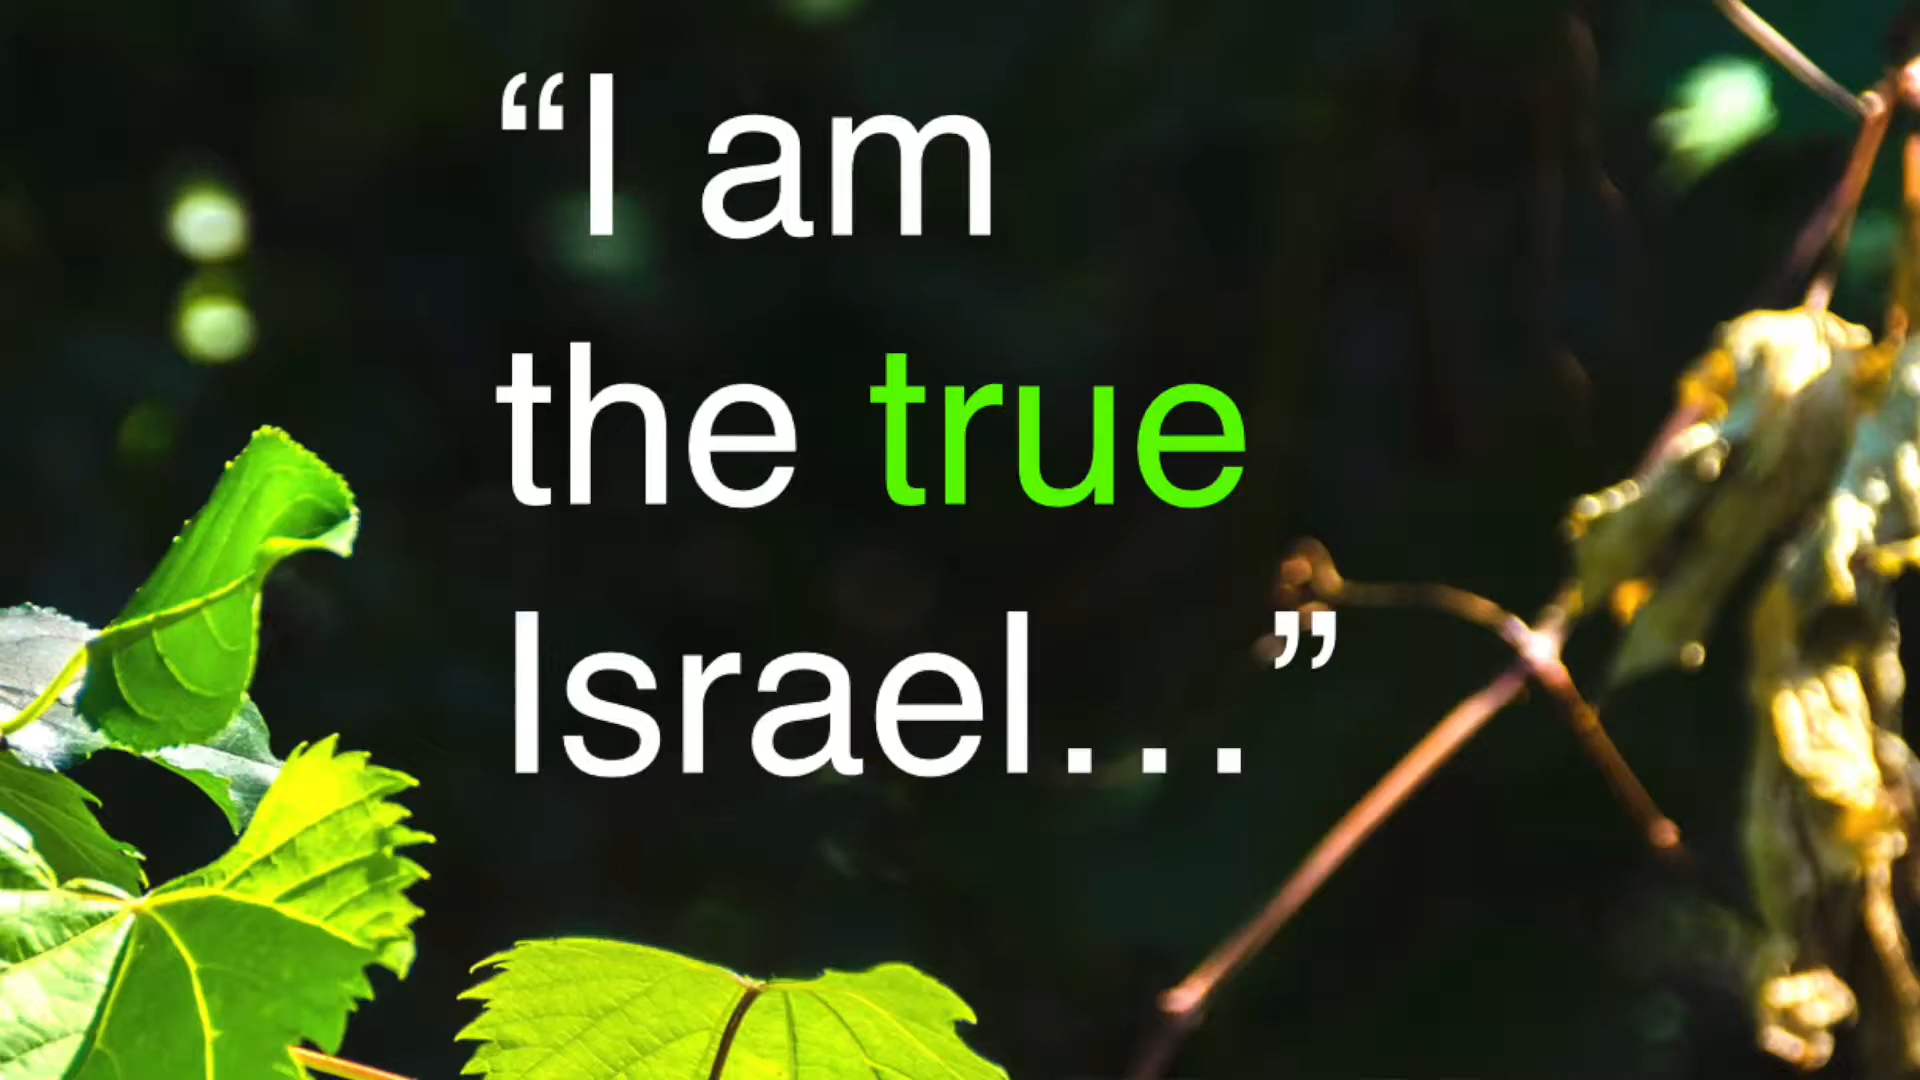 “I am
the true
Israel…”